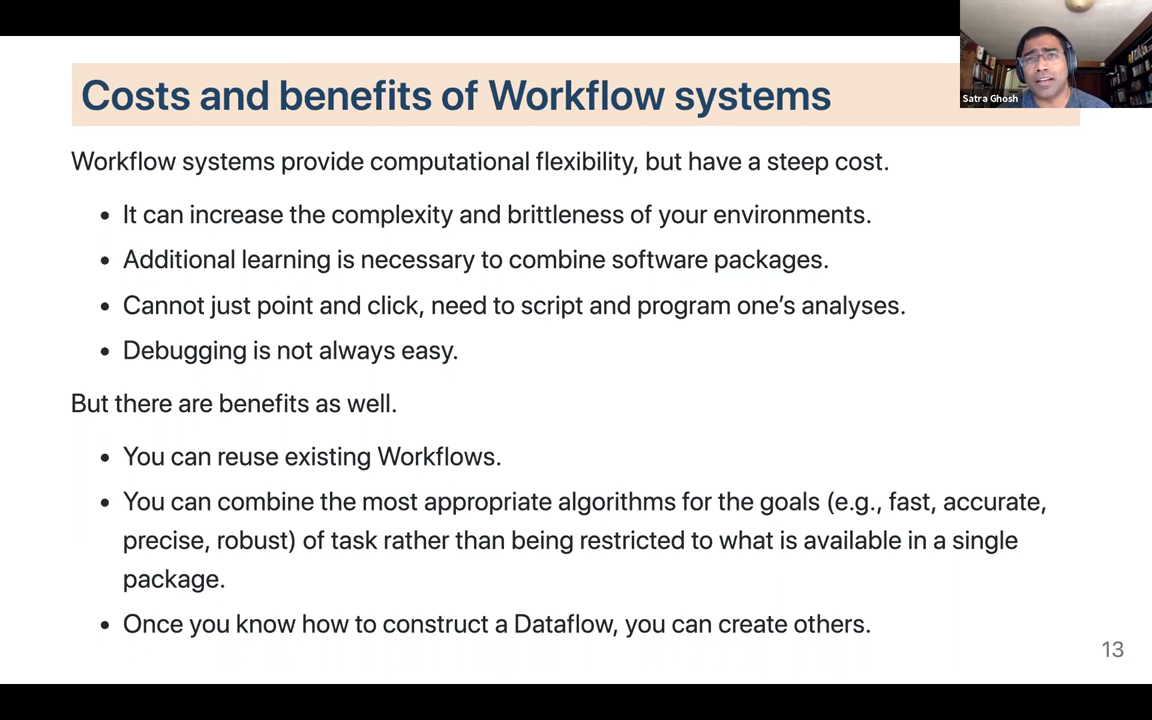 Costs and benefits of Workflow systems
Satra Ghosh
Workflow systems provide computational flexibility, but have a steep cost.
• It can increase the complexity and brittleness of your environments.
• Additional learning is necessary to combine software packages.
• Cannot just point and click, need to script and program one’s analyses.
• Debugging is not always easy.
But there are benefits as well.
• You can reuse existing Workflows.
• You can combine the most appropriate algorithms for the goals (e.g., fast, accurate,
precise, robust) of task rather than being restricted to what is available in a single
package.
• Once you know how to construct a Dataflow, you can create others.
13